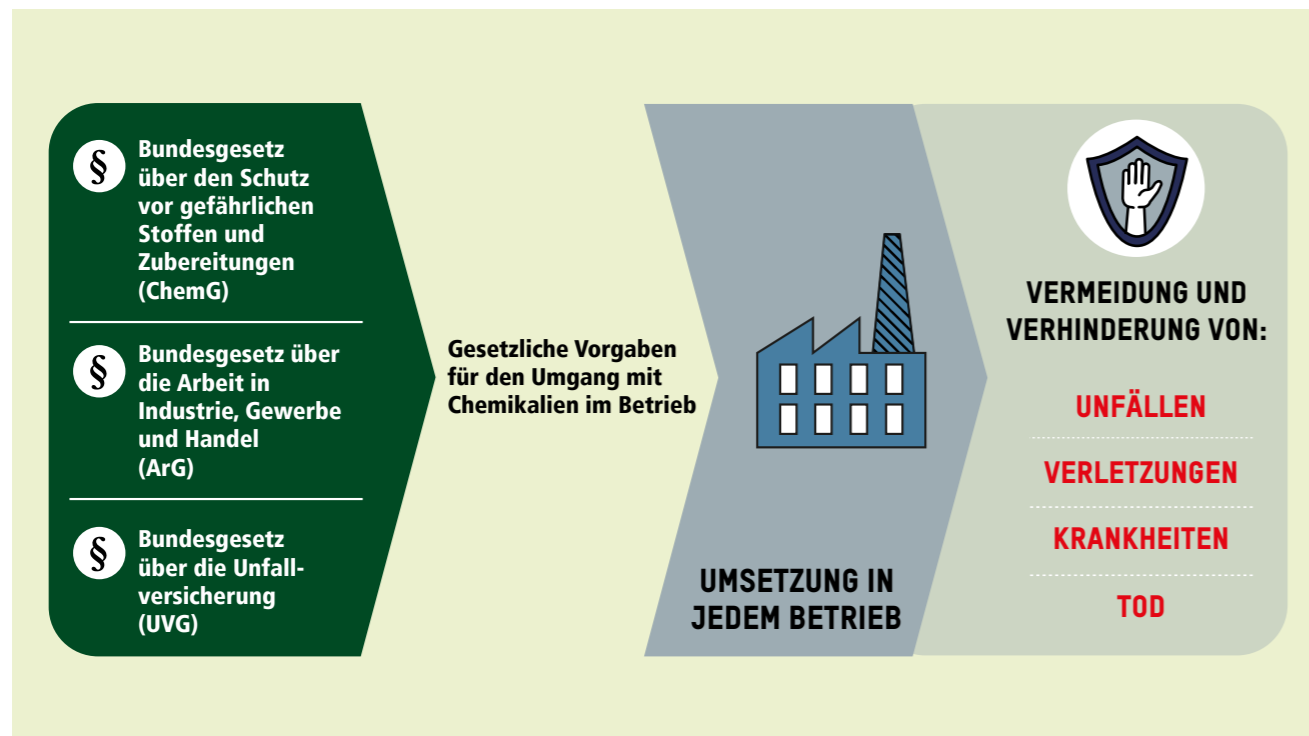 §
Bundesgesetz
über den Schutz
vor gefährlichen
Stoffen und
Zubereitungen
(ChemG)
§
Bundesgesetz über
die Arbeit in
Industrie, Gewerbe
und Handel
(ArG)
§
Bundesgesetz
über die Unfall-
versicherung
(UVG)
Gesetzliche Vorgaben
für den Umgang mit
Chemikalien im Betrieb
UMSETZUNG IN
JEDEM BETRIEB
VERMEIDUNG UND
VERHINDERUNG VON:
UNFÄLLEN
VERLETZUNGEN
KRANKHEITEN
TOD